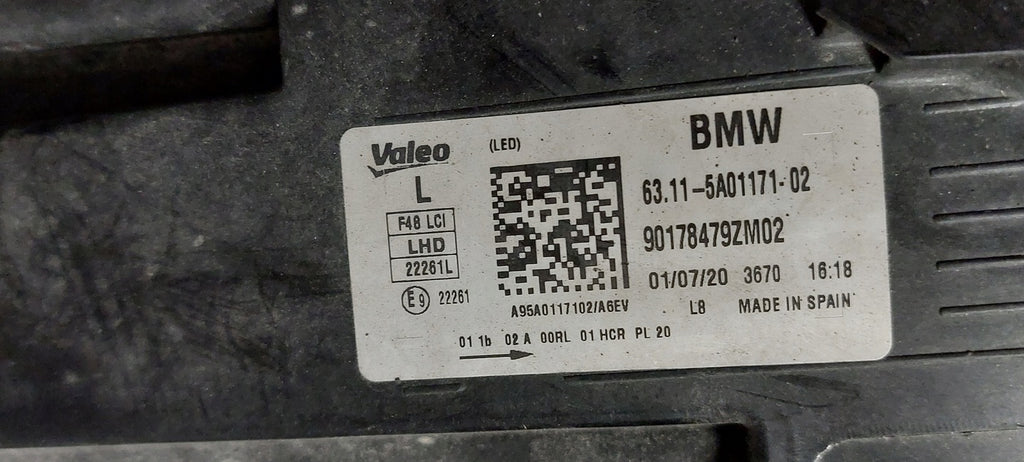 Valeo (LED) BMW
L
F48 LCI
LHD
22261L
E9 22261
63.11-5A01171-02
90178479ZM02
01/07/20 3670 16:18
L8 MADE IN SPAIN
A95A0117102/A6EV
01 1b 02 A 00RL 01 HCR PL 20